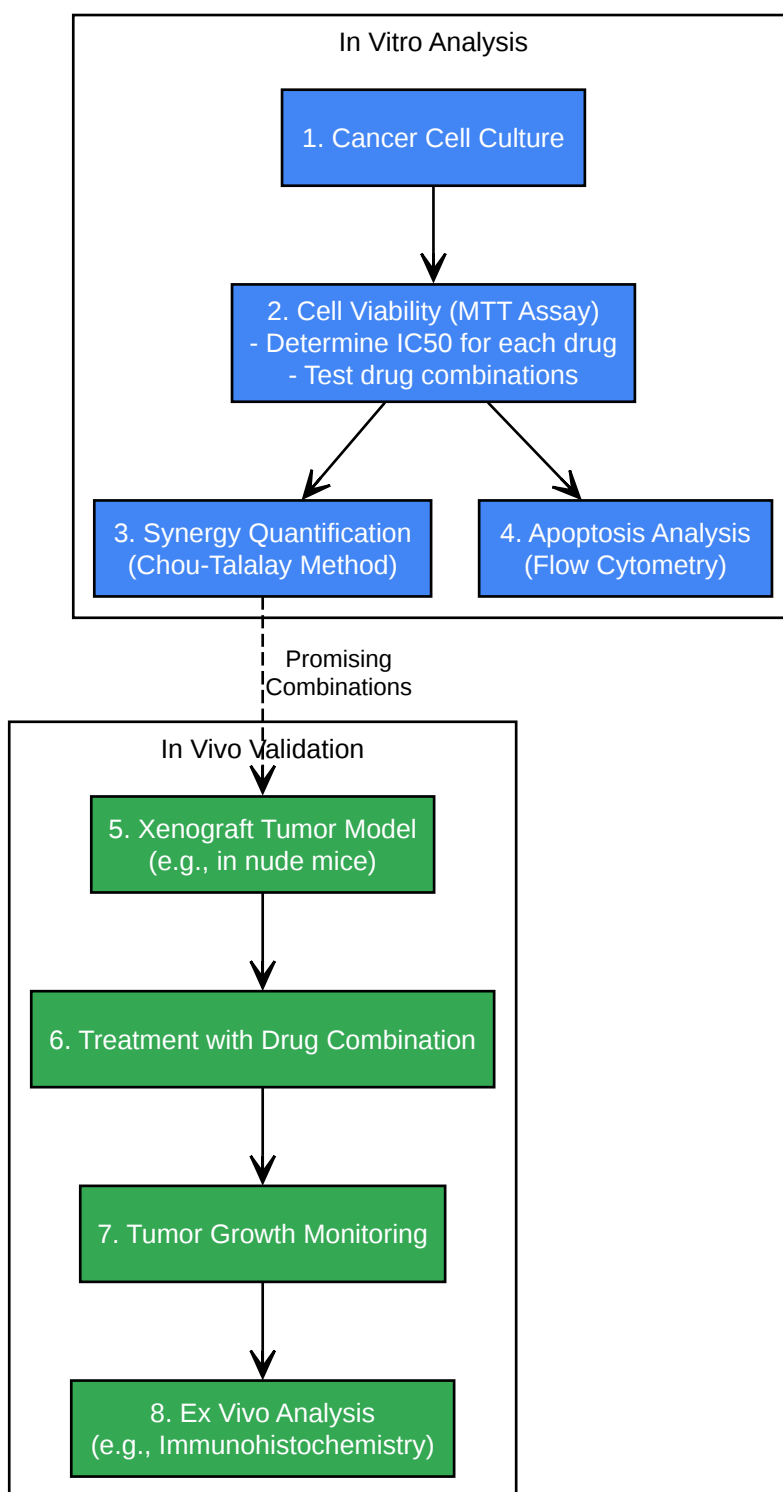 In Vitro Analysis
1. Cancer Cell Culture
2. Cell Viability (MTT Assay)
- Determine IC50 for each drug
- Test drug combinations
3. Synergy Quantification
(Chou-Talalay Method)
4. Apoptosis Analysis
(Flow Cytometry)
Promising
Combinations
In Vivo Validation
5. Xenograft Tumor Model
(e.g., in nude mice)
6. Treatment with Drug Combination
7. Tumor Growth Monitoring
8. Ex Vivo Analysis
(e.g., Immunohistochemistry)